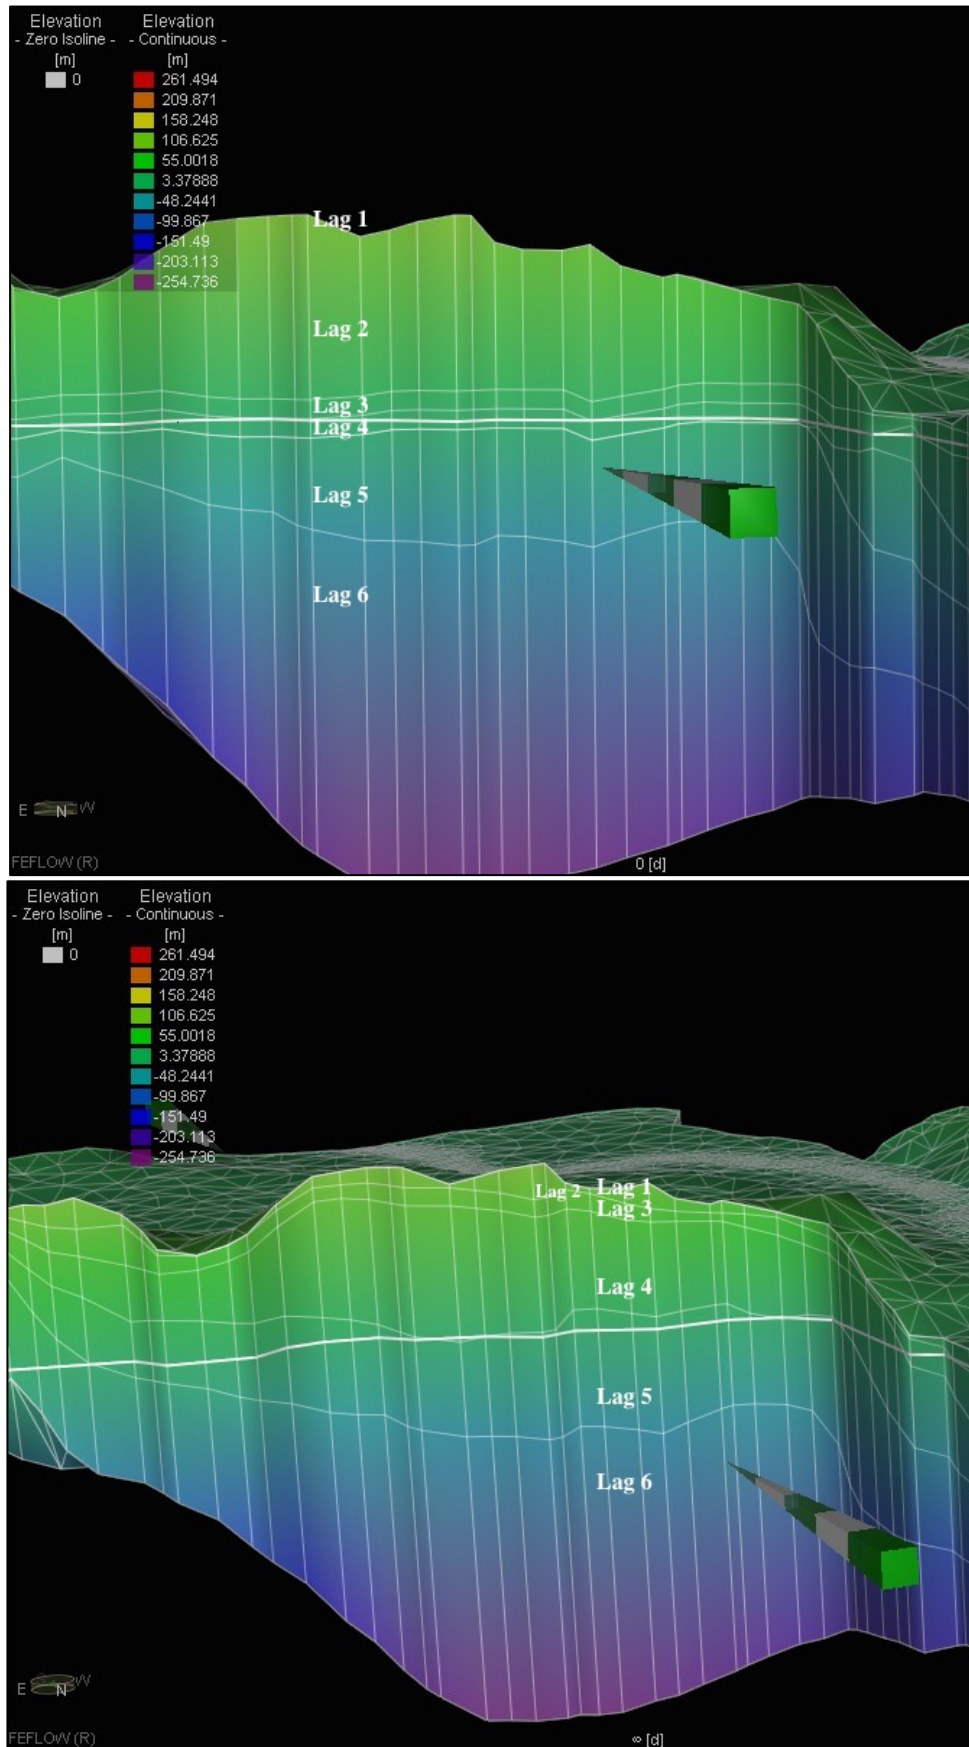 Elevation Elevation
- Zero Isoline - - Continuous -
[m] [m]
0 261.494
209.871
158.248
106.625
55.0018
3.37888
-48.2441
-99.867
-151.49
-203.113
-254.736
Lag 1
Lag 2
Lag 3
Lag 4
Lag 5
Lag 6
E N W
FEFLOW (R) 0 [d]
Elevation Elevation
- Zero Isoline - - Continuous -
[m] [m]
0 261.494
209.871
158.248
106.625
55.0018
3.37888
-48.2441
-99.867
-151.49
-203.113
-254.736
Lag 2 Lag 1
Lag 3
Lag 4
Lag 5
Lag 6
E N W
FEFLOW (R) ∞ [d]